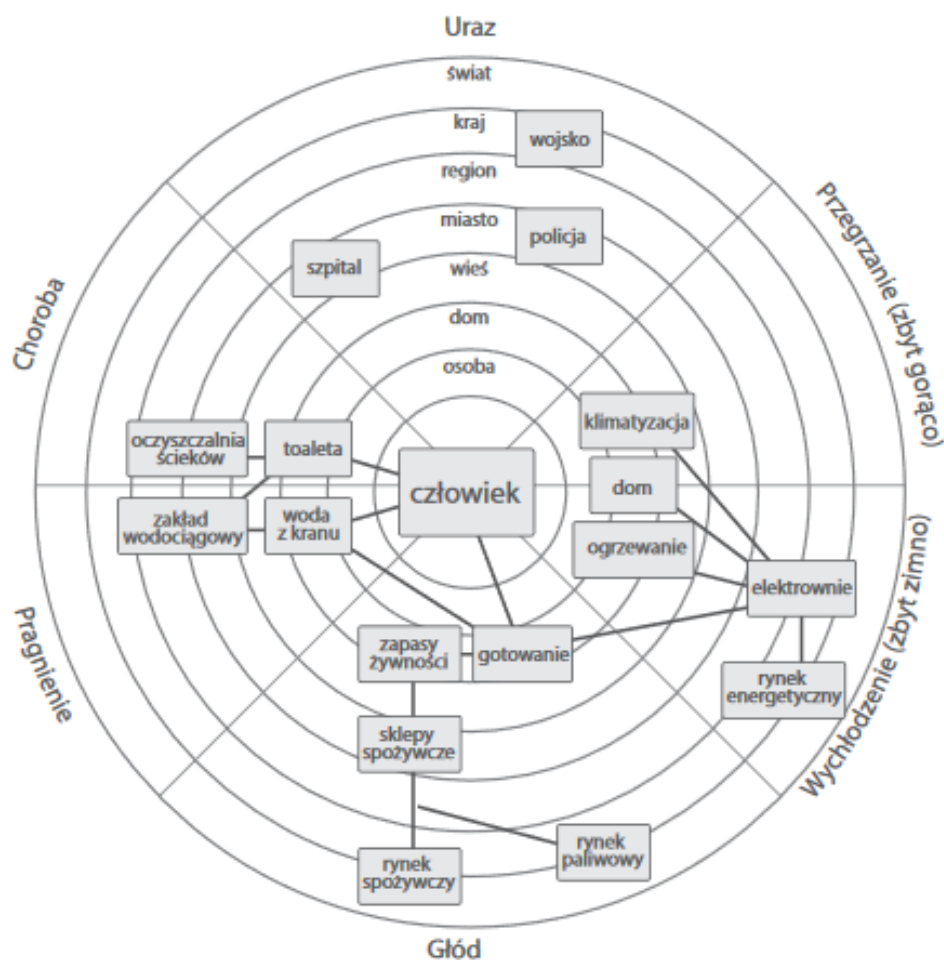 Uraz
świat
kraj
wojsko
region
miasto
policja
szpital
wieś
dom
osoba
Choroba
Przegrzanie (zbyt gorąco)
klimatyzacja
oczyszczalnia
ścieków
toaleta
człowiek
dom
zakład
wodociągowy
woda
z kranu
ogrzewanie
elektrownie
Pragnienie
Wychłodzenie (zbyt zimno)
zapasy
żywności
gotowanie
rynek
energetyczny
sklepy
spożywcze
rynek
paliwowy
rynek
spożywczy
Głód